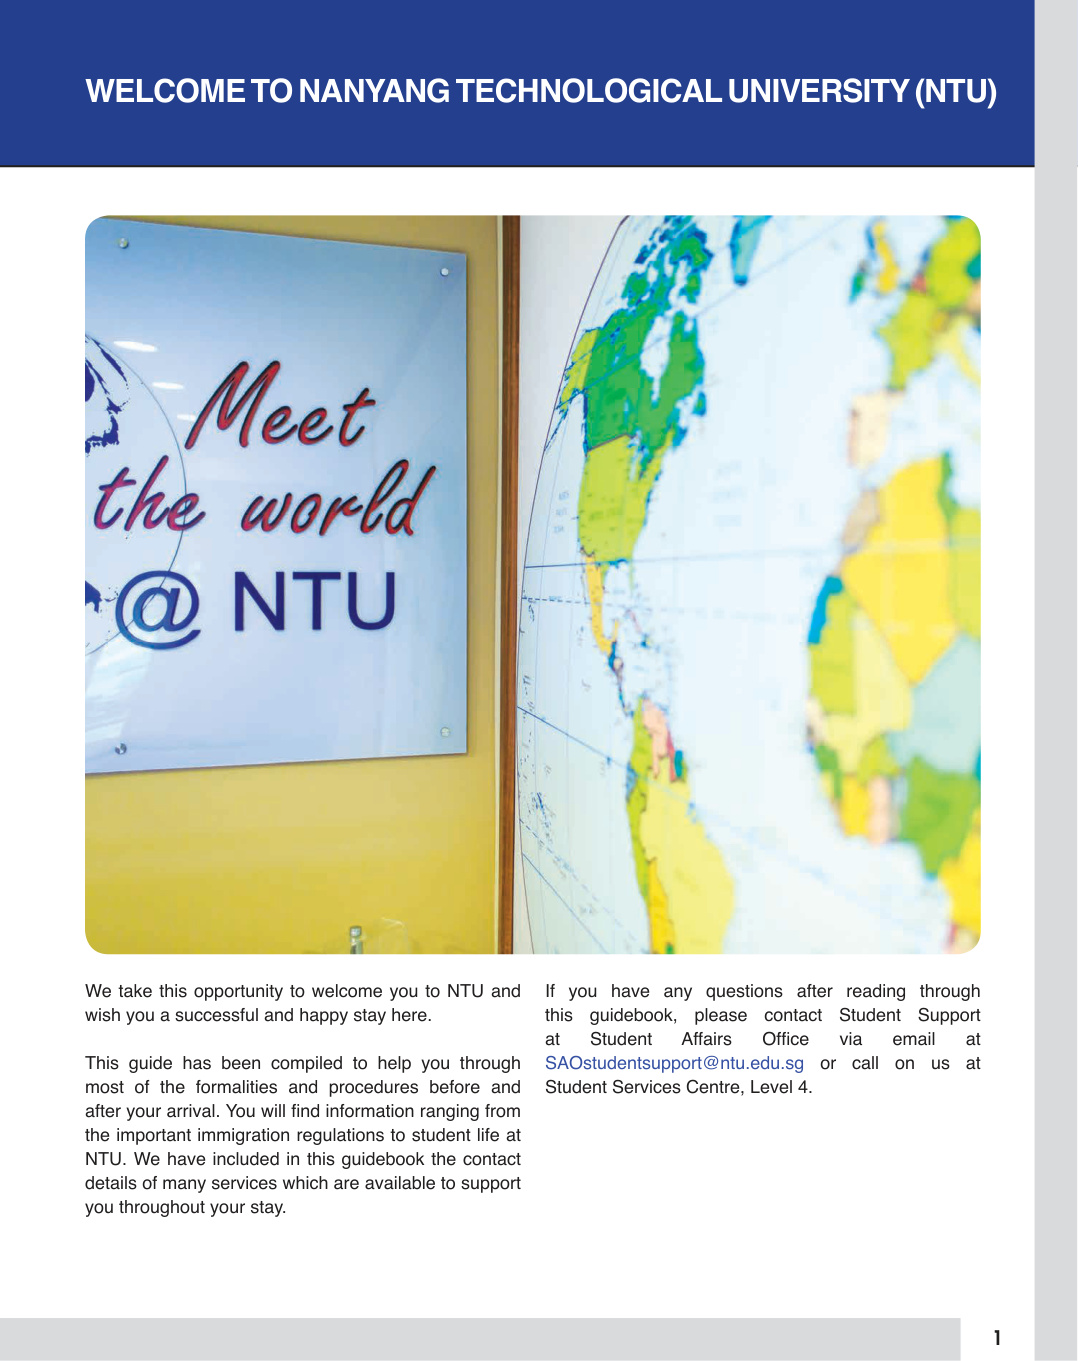 WELCOME TO NANYANG TECHNOLOGICAL UNIVERSITY (NTU)
Meet
the world
@ NTU
We take this opportunity to welcome you to NTU and
wish you a successful and happy stay here.
This guide has been compiled to help you through
most of the formalities and procedures before and
after your arrival. You will find information ranging from
the important immigration regulations to student life at
NTU. We have included in this guidebook the contact
details of many services which are available to support
you throughout your stay.
If you have any questions after reading through
this guidebook, please contact Student Support
at Student Affairs Office via email at
SAOstudentsupport@ntu.edu.sg or call on us at
Student Services Centre, Level 4.
1